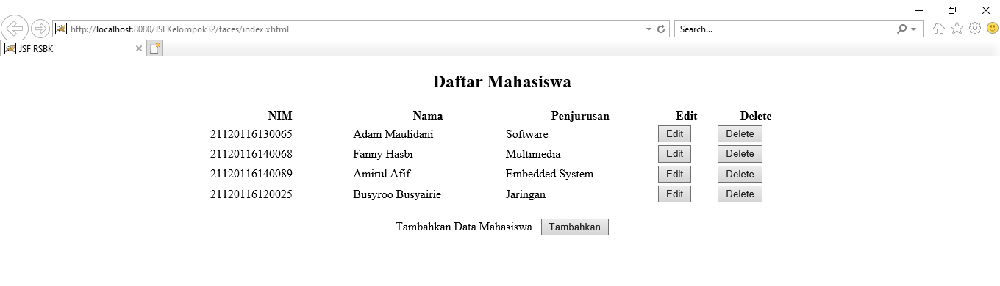 http://localhost:8080/JSFKelompok32/faces/index.xhtml Search...
JSF RSBK
Daftar Mahasiswa
NIM Nama Penjurusan Edit Delete
21120116130065 Adam Maulidani Software Edit Delete
21120116140068 Fanny Hasbi Multimedia Edit Delete
21120116140089 Amirul Afif Embedded System Edit Delete
21120116120025 Busyroo Busyairie Jaringan Edit Delete
Tambahkan Data Mahasiswa Tambahkan